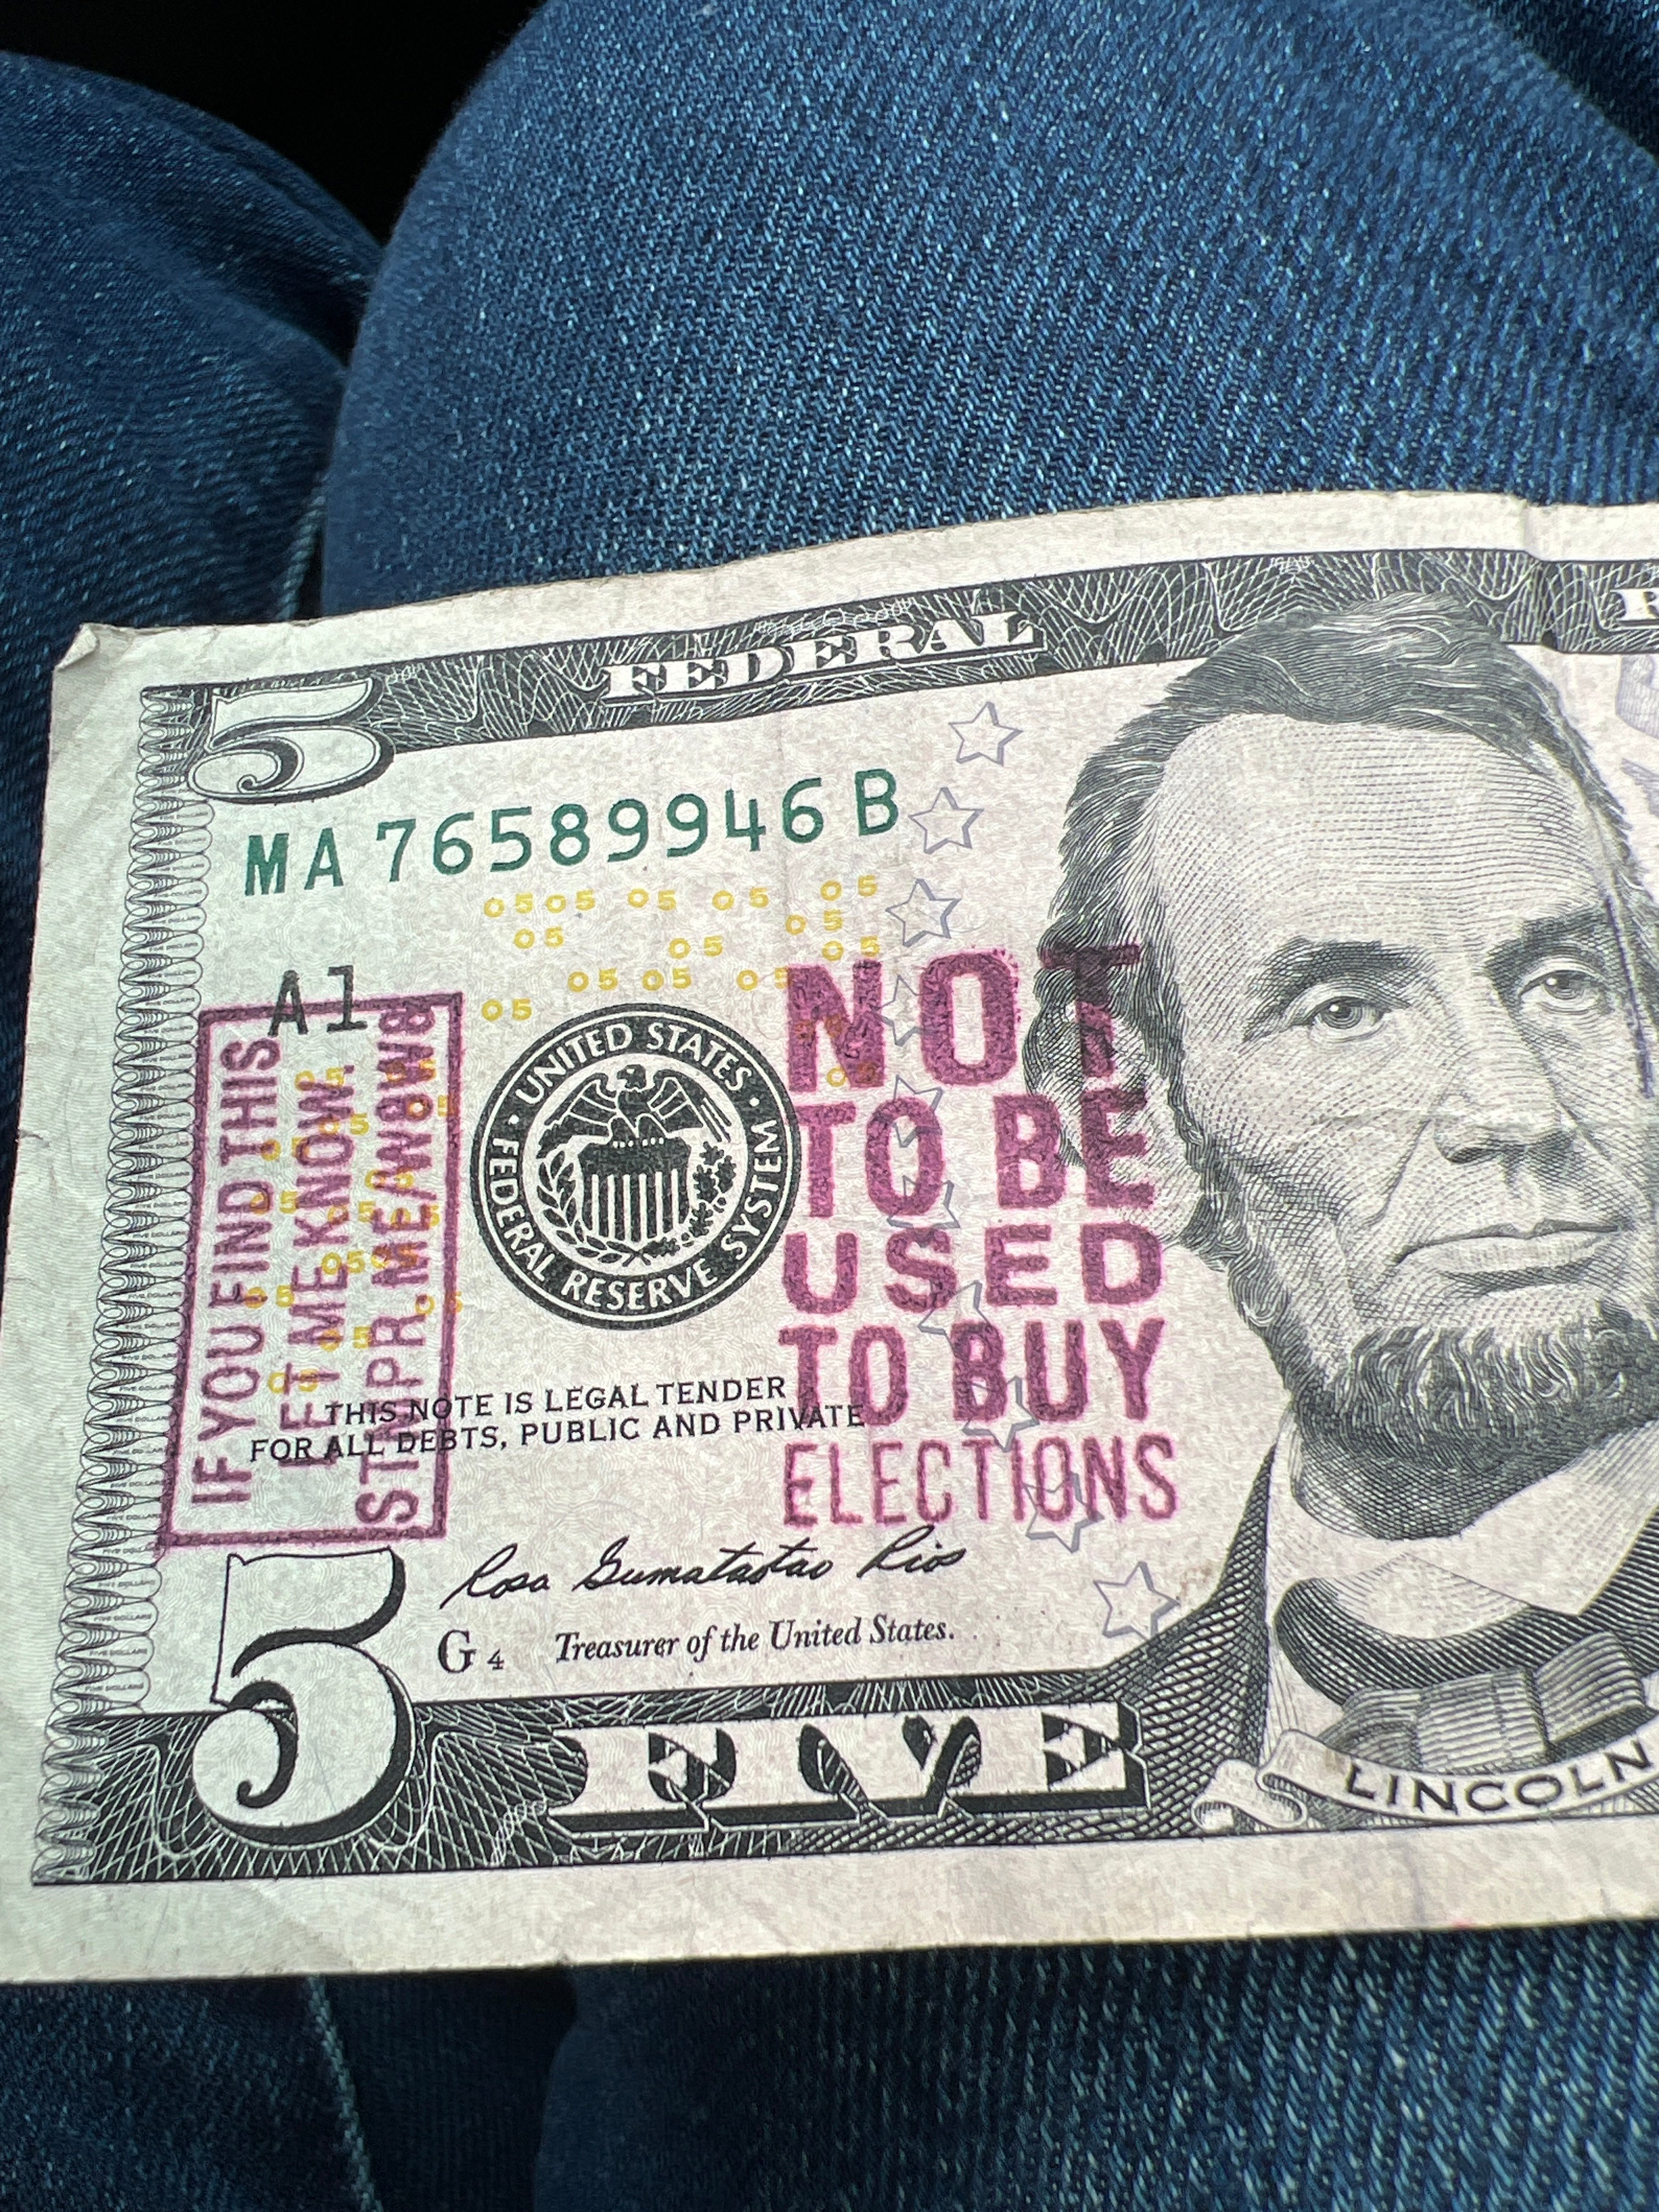 5
FEDERAL
MA 76589946 B
A1
UNITED STATES
FEDERAL RESERVE SYSTEM
NOT
TO BE
USED
TO BUY
ELECTIONS
IF YOU FIND THIS
LET ME KNOW.
STMPR.ME/W8W8
THIS NOTE IS LEGAL TENDER
FOR ALL DEBTS, PUBLIC AND PRIVATE
Rosa Gumataotao Rios
G 4 Treasurer of the United States.
5
FIVE
LINCOLN